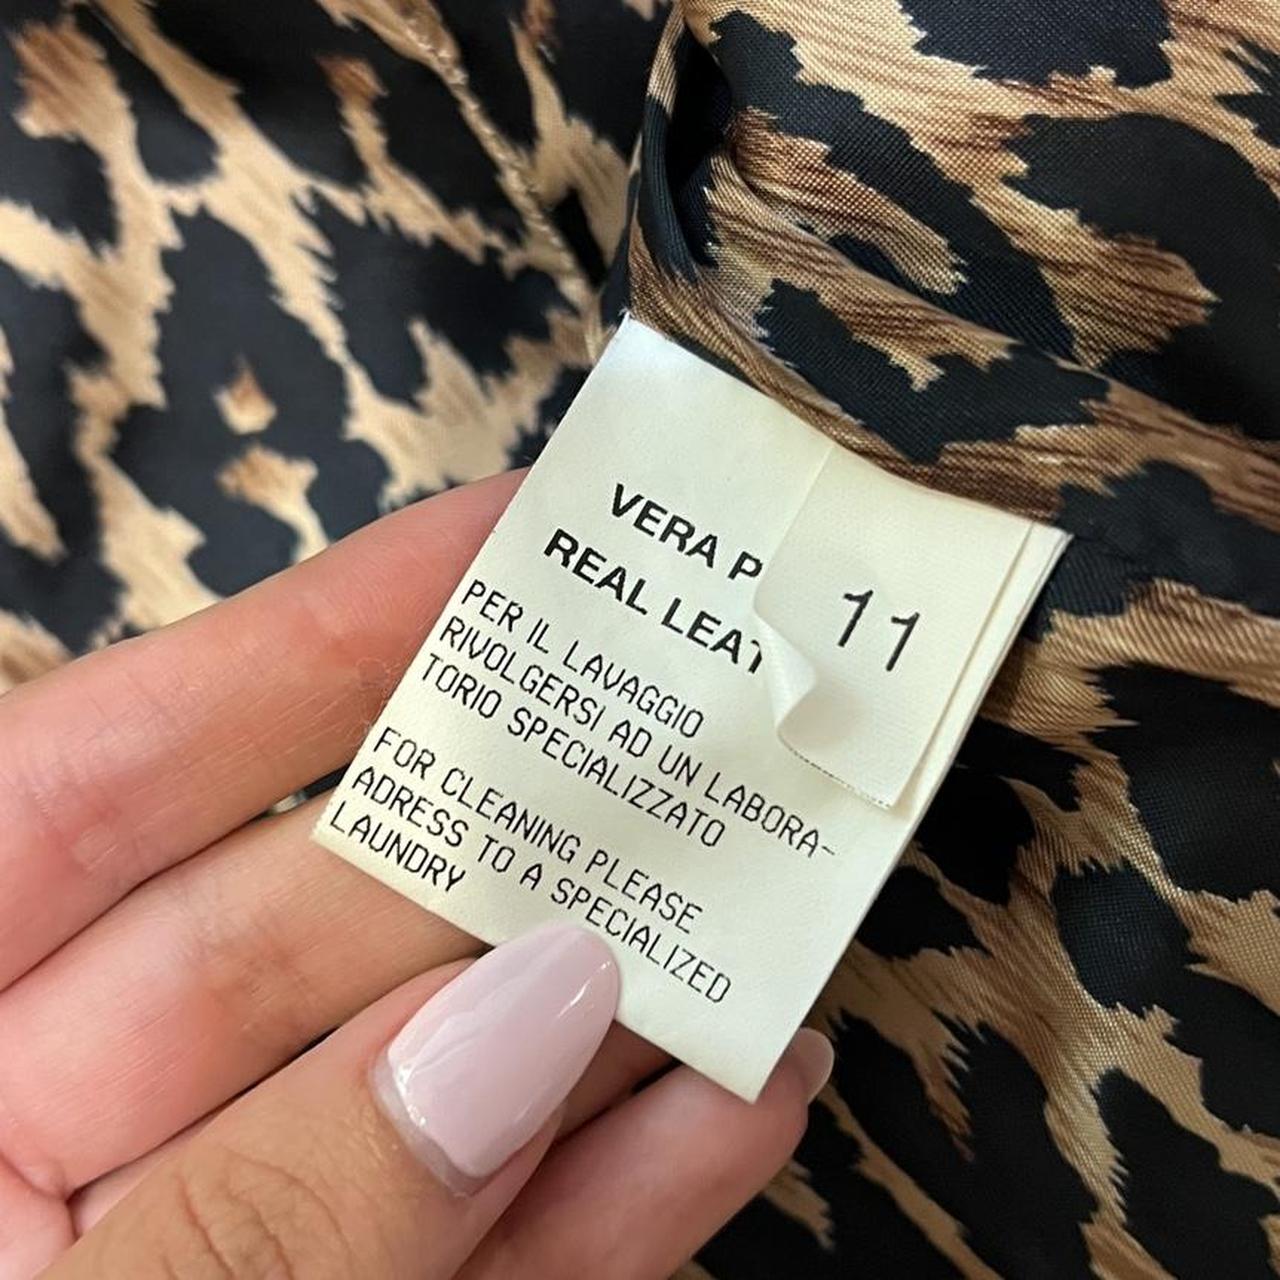 VERA P
REAL LEAT
11
PER IL LAVAGGIO
RIVOLGERSI AD UN LABORA-
TORIO SPECIALIZZATO
FOR CLEANING PLEASE
ADRESS TO A SPECIALIZED
LAUNDRY